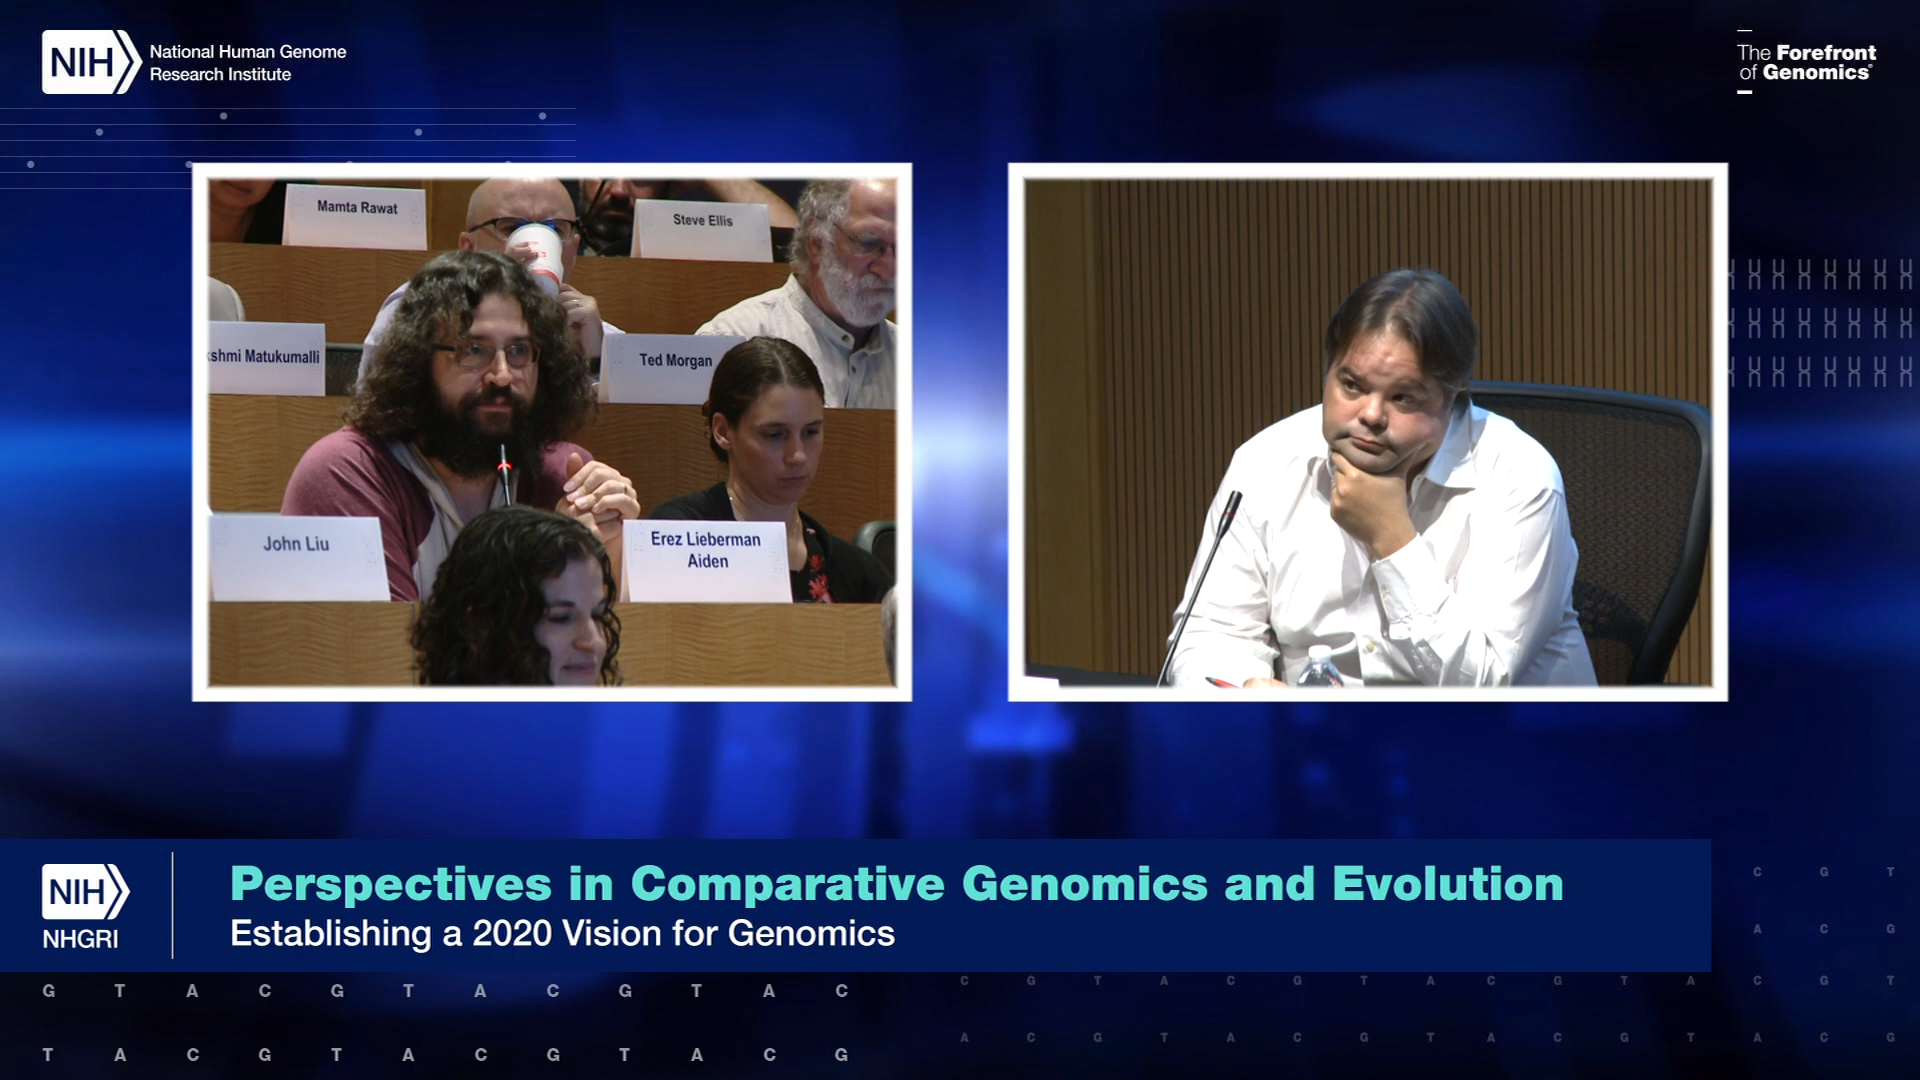 NIH
National Human Genome
Research Institute
The Forefront
of Genomics®
Mamta Rawat
Steve Ellis
kshmi Matukumalli
Ted Morgan
John Liu
Erez Lieberman
Aiden
NIH
NHGRI
Perspectives in Comparative Genomics and Evolution
Establishing a 2020 Vision for Genomics
C G T
A C G
G T A C G T A C G T A C
C G T A C G T A C G T A C G T
T A C G T A C G T A C G
A C G T A C G T A C G T A C G